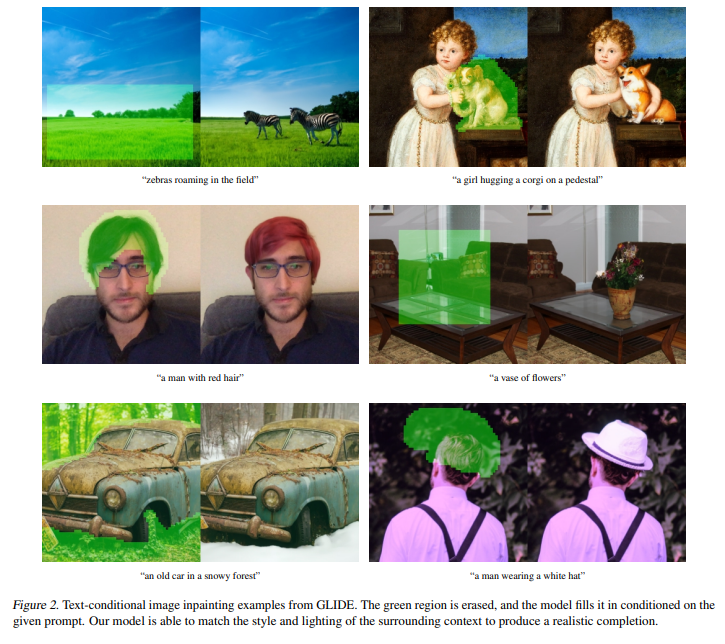 “zebras roaming in the field”
“a girl hugging a corgi on a pedestal”
“a man with red hair”
“a vase of flowers”
“an old car in a snowy forest”
“a man wearing a white hat”
Figure 2. Text-conditional image inpainting examples from GLIDE. The green region is erased, and the model fills it in conditioned on the
given prompt. Our model is able to match the style and lighting of the surrounding context to produce a realistic completion.